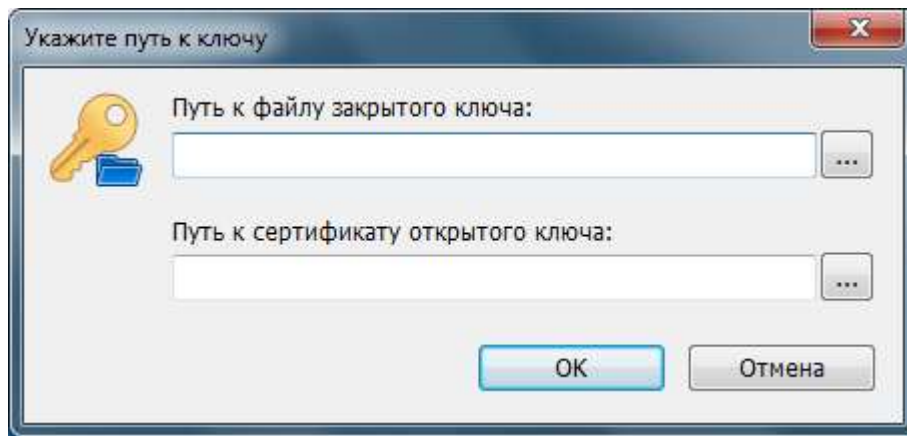 Укажите путь к ключу
Путь к файлу закрытого ключа:
...
Путь к сертификату открытого ключа:
...
OK
Отмена